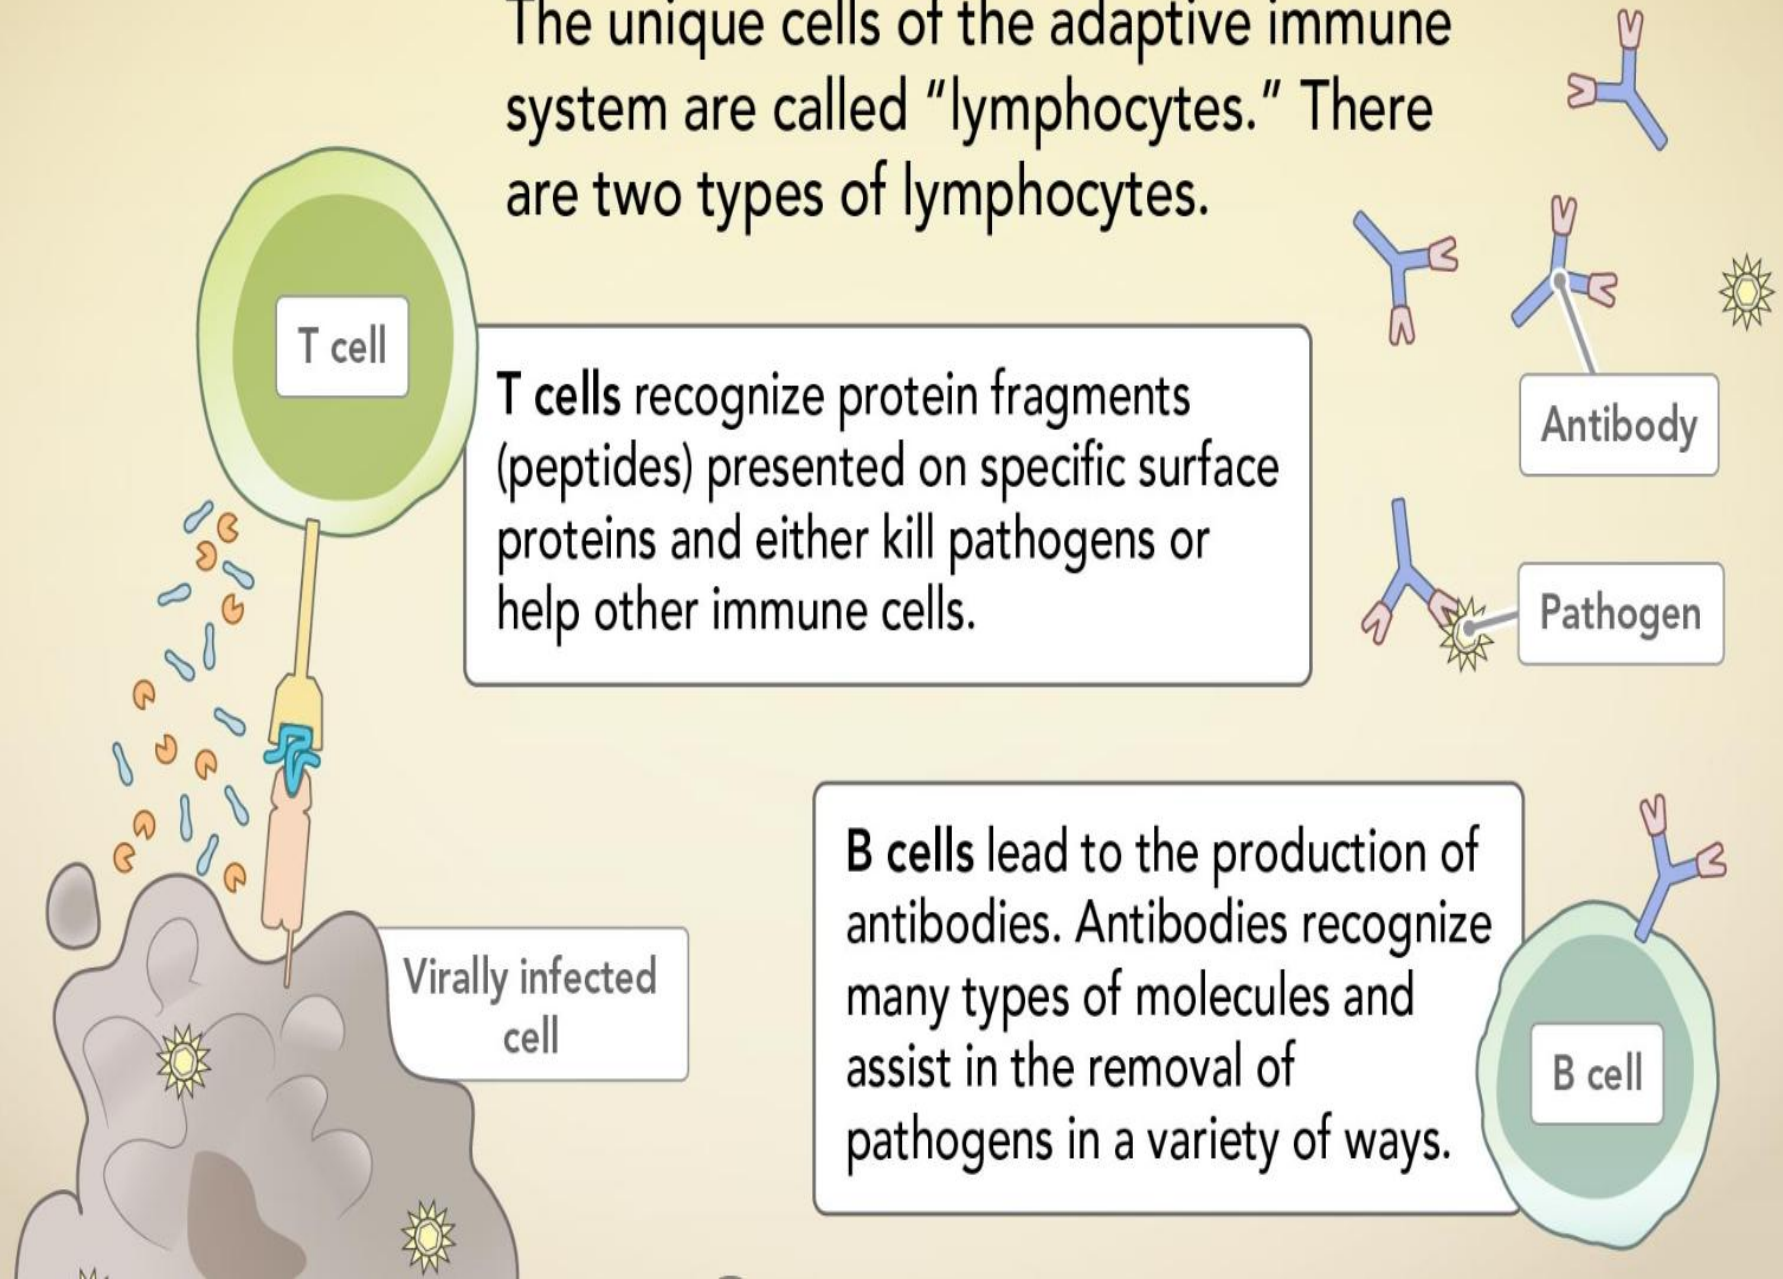 The unique cells of the adaptive immune
system are called “lymphocytes.” There
are two types of lymphocytes.
T cell
T cells recognize protein fragments
(peptides) presented on specific surface
proteins and either kill pathogens or
help other immune cells.
Antibody
Pathogen
Virally infected
cell
B cells lead to the production of
antibodies. Antibodies recognize
many types of molecules and
assist in the removal of
pathogens in a variety of ways.
B cell